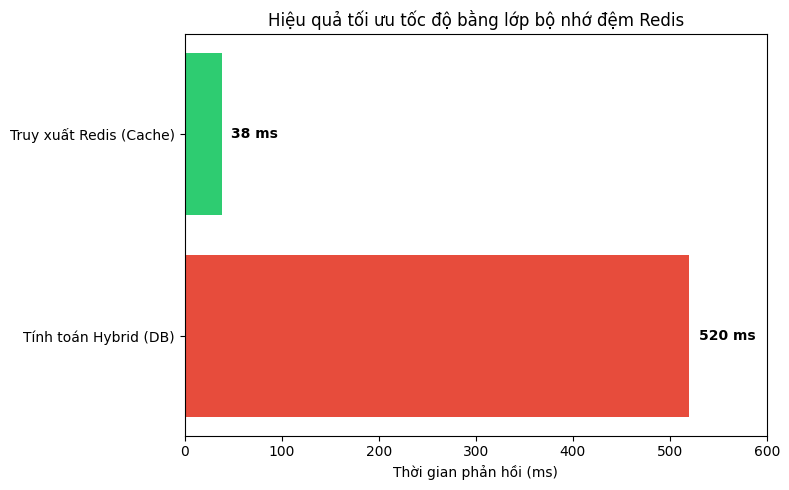 Hiệu quả tối ưu tốc độ bằng lớp bộ nhớ đệm Redis
Truy xuất Redis (Cache)
38 ms
Tính toán Hybrid (DB)
520 ms
0 100 200 300 400 500 600
Thời gian phản hồi (ms)